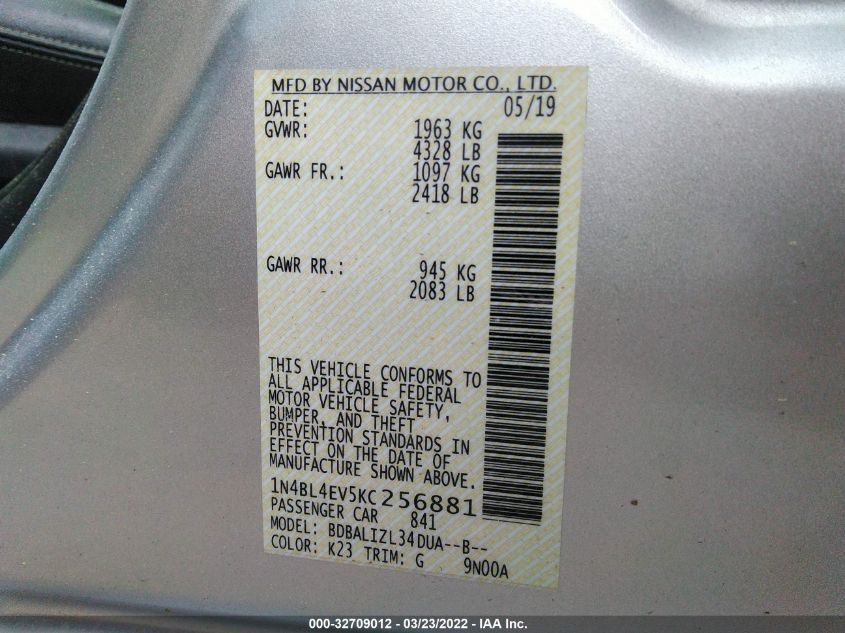 MFD BY NISSAN MOTOR CO., LTD.
DATE: 05/19
GVWR: 1963 KG
4328 LB
GAWR FR.: 1097 KG
2418 LB
GAWR RR.: 945 KG
2083 LB
THIS VEHICLE CONFORMS TO
ALL APPLICABLE FEDERAL
MOTOR VEHICLE SAFETY,
BUMPER, AND THEFT
PREVENTION STANDARDS IN
EFFECT ON THE DATE OF
MANUFACTURE SHOWN ABOVE.
1N4BL4EV5KC256881
PASSENGER CAR 841
MODEL: BDBALIZL34DUA--B--
COLOR: K23 TRIM: G 9N00A
000-32709012 - 03/23/2022 - IAA Inc.